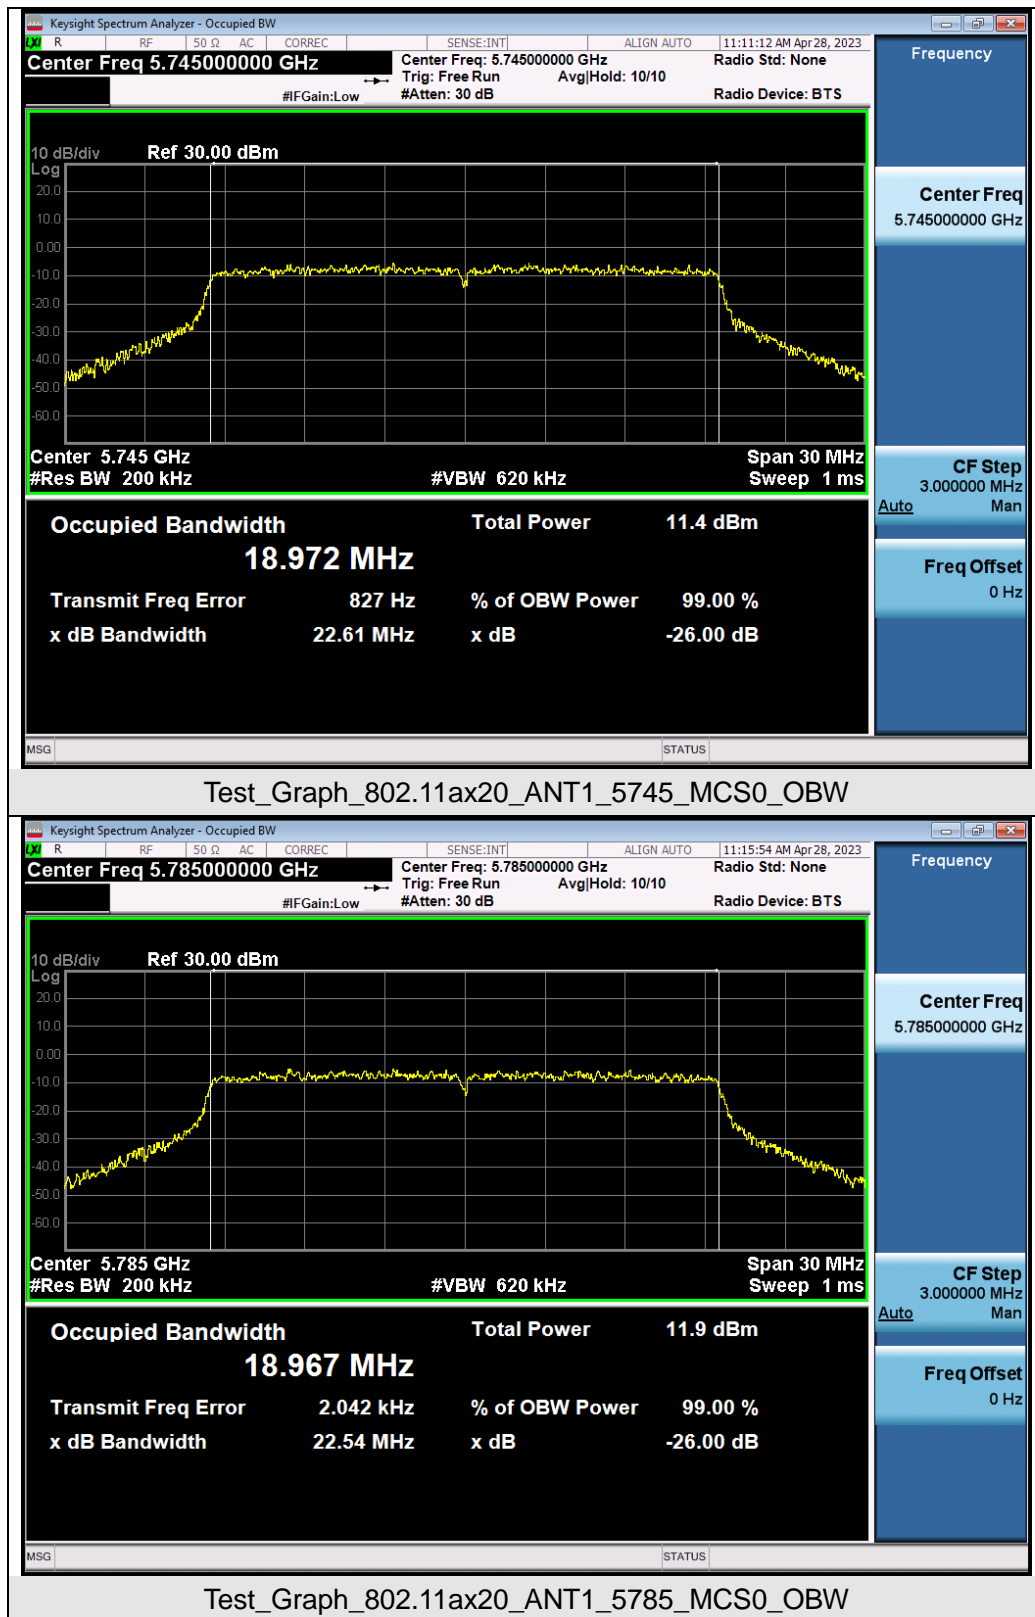 Keysight Spectrum Analyzer - Occupied BW
LXI R RF 50 Ω AC CORREC SENSE:INT ALIGN AUTO 11:11:12 AM Apr 28, 2023
Center Freq 5.745000000 GHz
Center Freq: 5.745000000 GHz Radio Std: None
Trig: Free Run Avg|Hold: 10/10
#IFGain:Low #Atten: 30 dB Radio Device: BTS
Frequency
10 dB/div Ref 30.00 dBm
Log
20.0
10.0
0.00
-10.0
-20.0
-30.0
-40.0
-50.0
-60.0
Center 5.745 GHz Span 30 MHz
#Res BW 200 kHz #VBW 620 kHz Sweep 1 ms
Center Freq
5.745000000 GHz
CF Step
3.000000 MHz
Auto Man
Freq Offset
0 Hz
Occupied Bandwidth Total Power 11.4 dBm
18.972 MHz
Transmit Freq Error 827 Hz % of OBW Power 99.00 %
x dB Bandwidth 22.61 MHz x dB -26.00 dB
MSG STATUS
Test_Graph_802.11ax20_ANT1_5745_MCS0_OBW
Keysight Spectrum Analyzer - Occupied BW
LXI R RF 50 Ω AC CORREC SENSE:INT ALIGN AUTO 11:15:54 AM Apr 28, 2023
Center Freq 5.785000000 GHz
Center Freq: 5.785000000 GHz Radio Std: None
Trig: Free Run Avg|Hold: 10/10
#IFGain:Low #Atten: 30 dB Radio Device: BTS
Frequency
10 dB/div Ref 30.00 dBm
Log
20.0
10.0
0.00
-10.0
-20.0
-30.0
-40.0
-50.0
-60.0
Center 5.785 GHz Span 30 MHz
#Res BW 200 kHz #VBW 620 kHz Sweep 1 ms
Center Freq
5.785000000 GHz
CF Step
3.000000 MHz
Auto Man
Freq Offset
0 Hz
Occupied Bandwidth Total Power 11.9 dBm
18.967 MHz
Transmit Freq Error 2.042 kHz % of OBW Power 99.00 %
x dB Bandwidth 22.54 MHz x dB -26.00 dB
MSG STATUS
Test_Graph_802.11ax20_ANT1_5785_MCS0_OBW